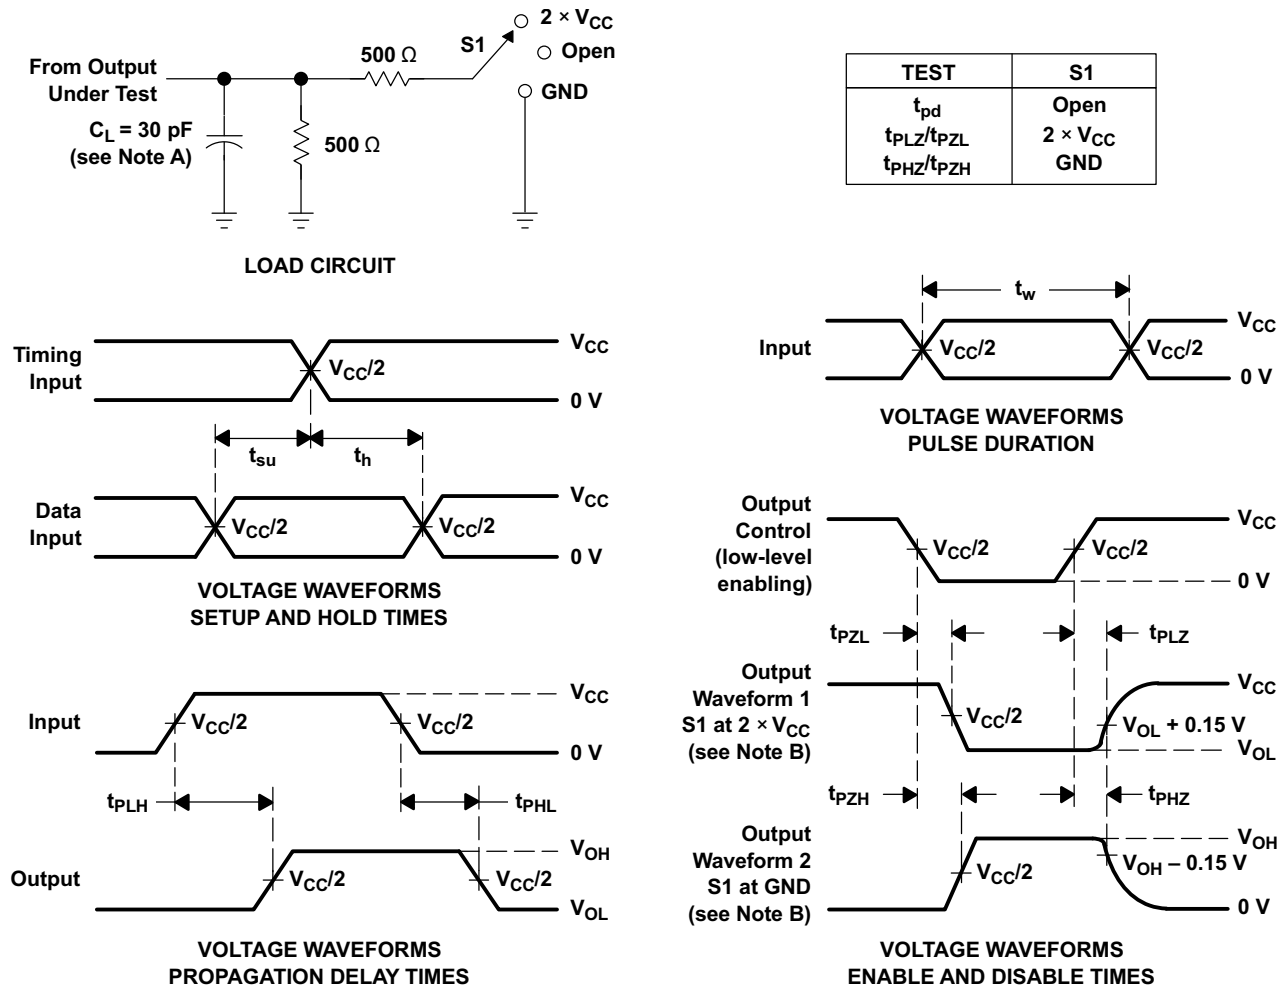 2 × VCC
S1
Open
500 Ω
From Output
Under Test
GND
CL = 30 pF
(see Note A)
500 Ω
LOAD CIRCUIT
TEST S1
tpd Open
tPLZ/tPZL 2 × VCC
tPHZ/tPZH GND
tw
VCC
Input
VCC/2
VCC/2
0 V
VOLTAGE WAVEFORMS
PULSE DURATION
Timing
Input
VCC
VCC/2
0 V
tsu
th
Data
Input
VCC
VCC/2
VCC/2
0 V
VOLTAGE WAVEFORMS
SETUP AND HOLD TIMES
Input
VCC
VCC/2
VCC/2
0 V
tPLH
tPHL
Output
VOH
VCC/2
VCC/2
VOL
VOLTAGE WAVEFORMS
PROPAGATION DELAY TIMES
Output
Control
(low-level
enabling)
VCC
VCC/2
VCC/2
0 V
tPZL
tPLZ
Output
Waveform 1
S1 at 2 × VCC
(see Note B)
VCC
VCC/2
VOL + 0.15 V
VOL
tPZH
tPHZ
Output
Waveform 2
S1 at GND
(see Note B)
VOH
VCC/2
VOH – 0.15 V
0 V
VOLTAGE WAVEFORMS
ENABLE AND DISABLE TIMES